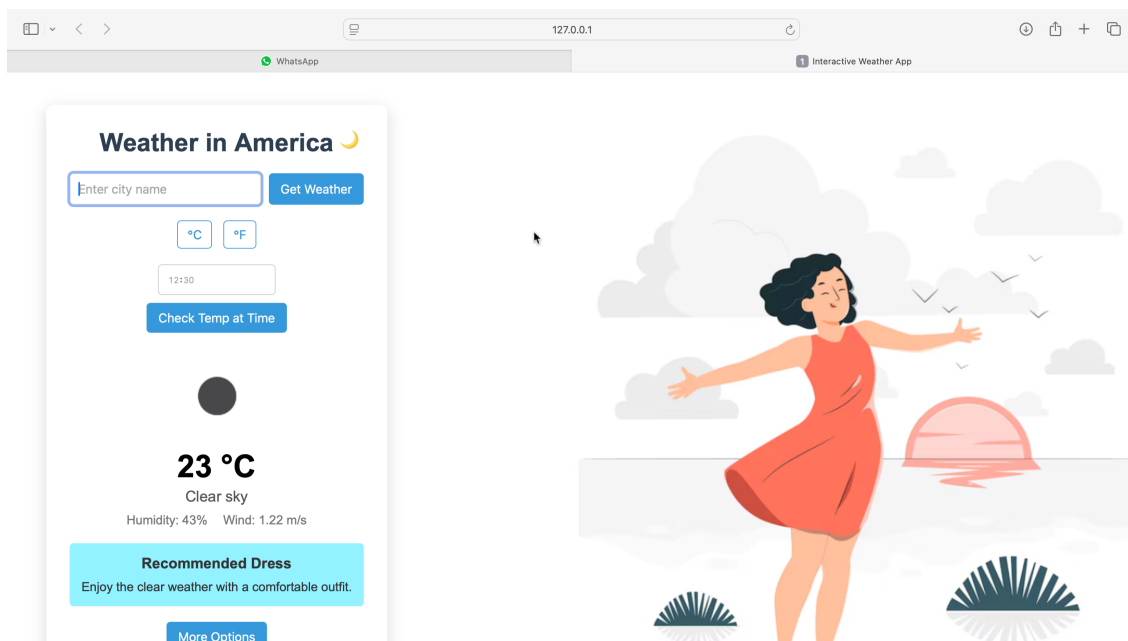 127.0.0.1
WhatsApp
1 Interactive Weather App
Weather in America
Enter city name
Get Weather
°C °F
12:30
Check Temp at Time
23 °C
Clear sky
Humidity: 43% Wind: 1.22 m/s
Recommended Dress
Enjoy the clear weather with a comfortable outfit.
More Options